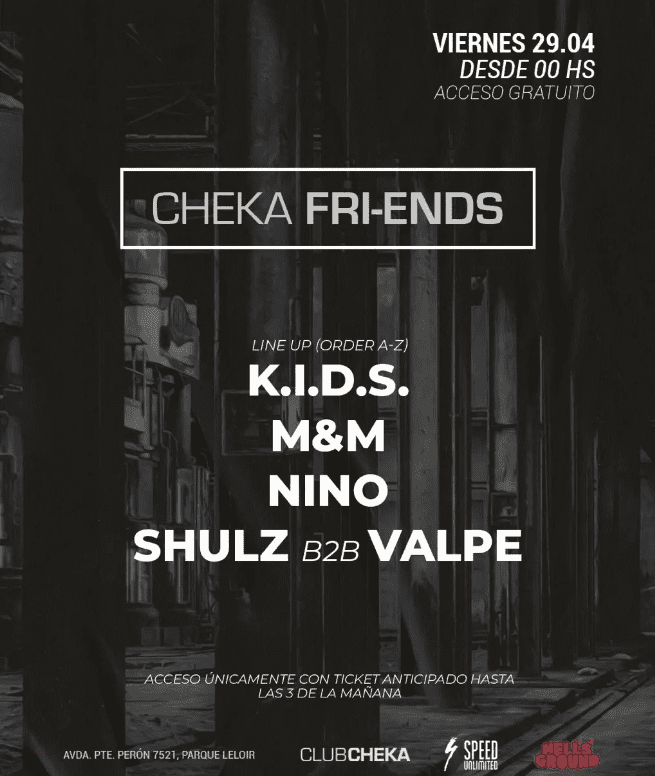 VIERNES 29.04
DESDE 00 HS
ACCESO GRATUITO
CHEKA FRI-ENDS
LINE UP (ORDER A-Z)
K.I.D.S.
M&M
NINO
SHULZ B2B VALPE
ACCESO ÚNICAMENTE CON TICKET ANTICIPADO HASTA
LAS 3 DE LA MAÑANA
AVDA. PTE. PERÓN 7521, PARQUE LELOIR
CLUBCHEKA
SPEED
UNLIMITED
HELLA
GROUND